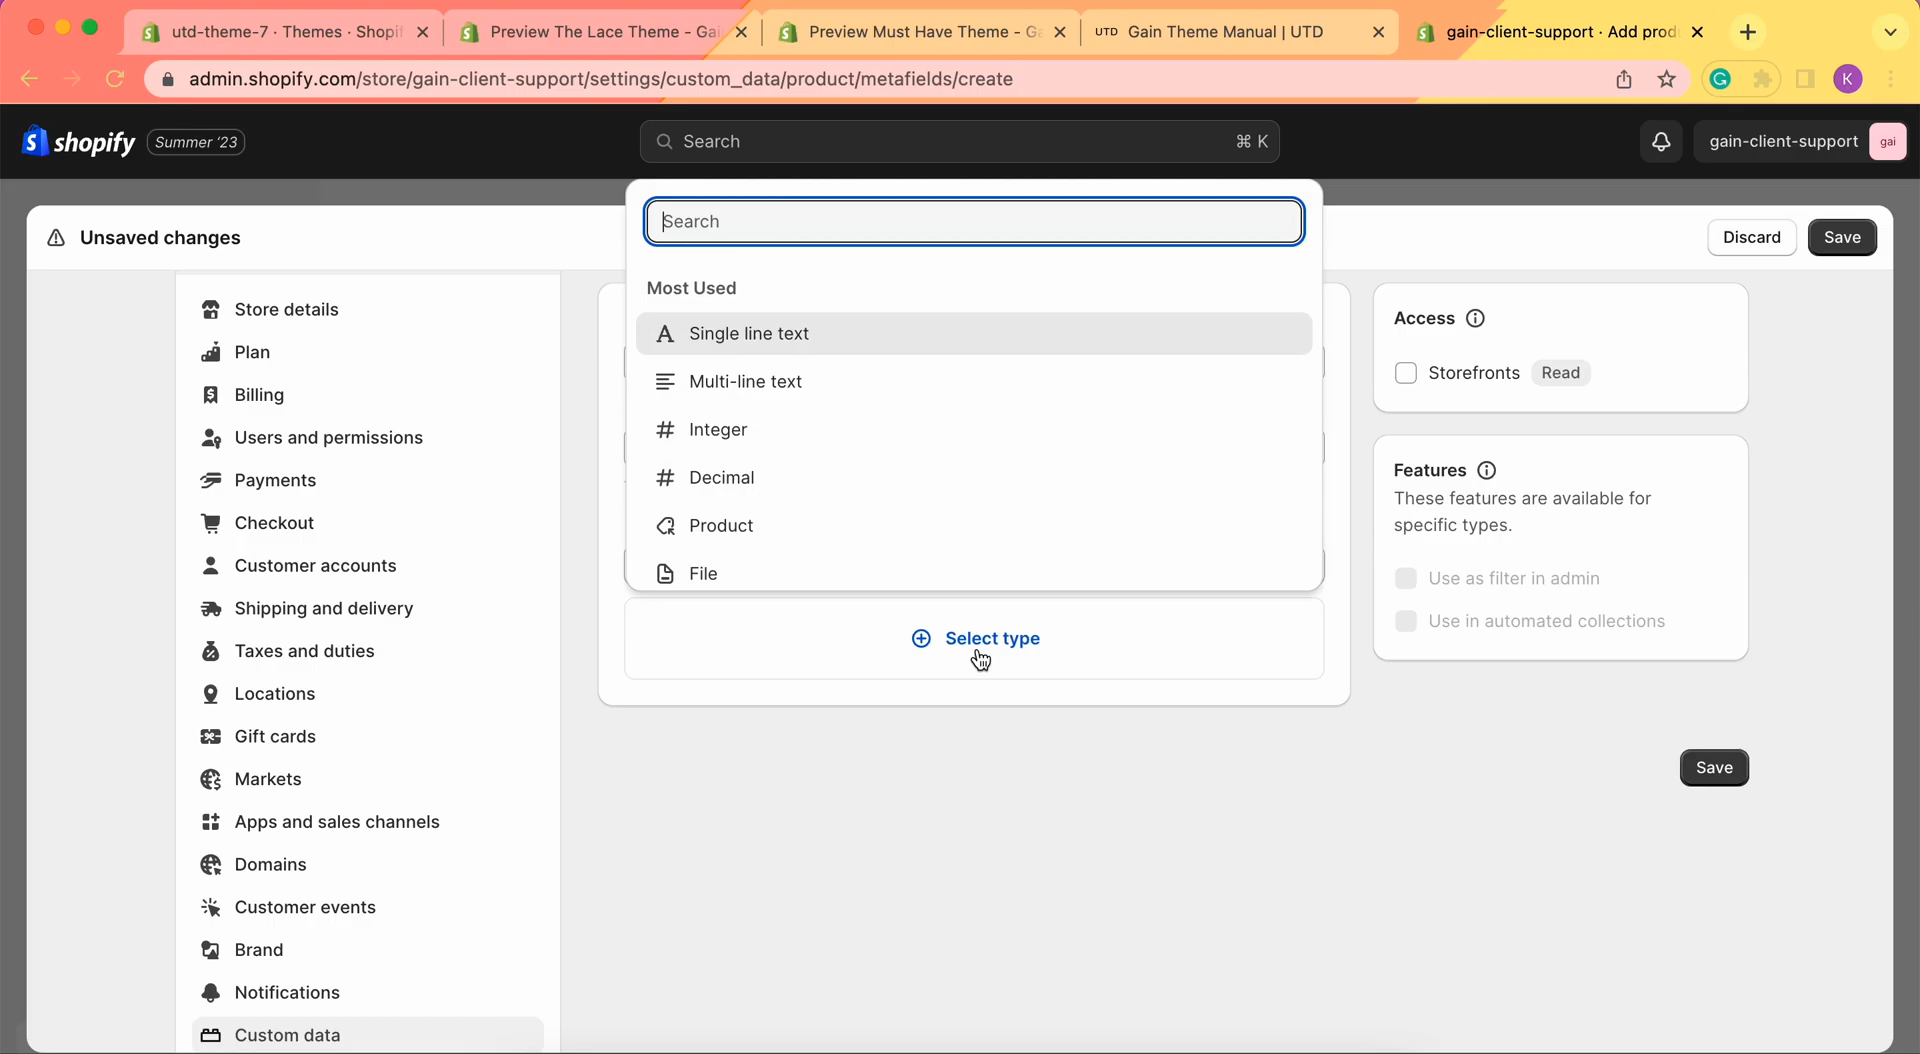 utd-theme-7 · Themes · Shopif
Preview The Lace Theme - Gai
Preview Must Have Theme - Ga
UTD Gain Theme Manual | UTD
gain-client-support · Add prod
admin.shopify.com/store/gain-client-support/settings/custom_data/product/metafields/create
K
shopify
Summer '23
Search
⌘ K
gain-client-support
gai
Unsaved changes
Discard
Save
Store details
Plan
Billing
Users and permissions
Payments
Checkout
Customer accounts
Shipping and delivery
Taxes and duties
Locations
Gift cards
Markets
Apps and sales channels
Domains
Customer events
Brand
Notifications
Custom data
Search
Most Used
Single line text
Multi-line text
Integer
Decimal
Product
File
Select type
Access
Storefronts Read
Features
These features are available for
specific types.
Use as filter in admin
Use in automated collections
Save